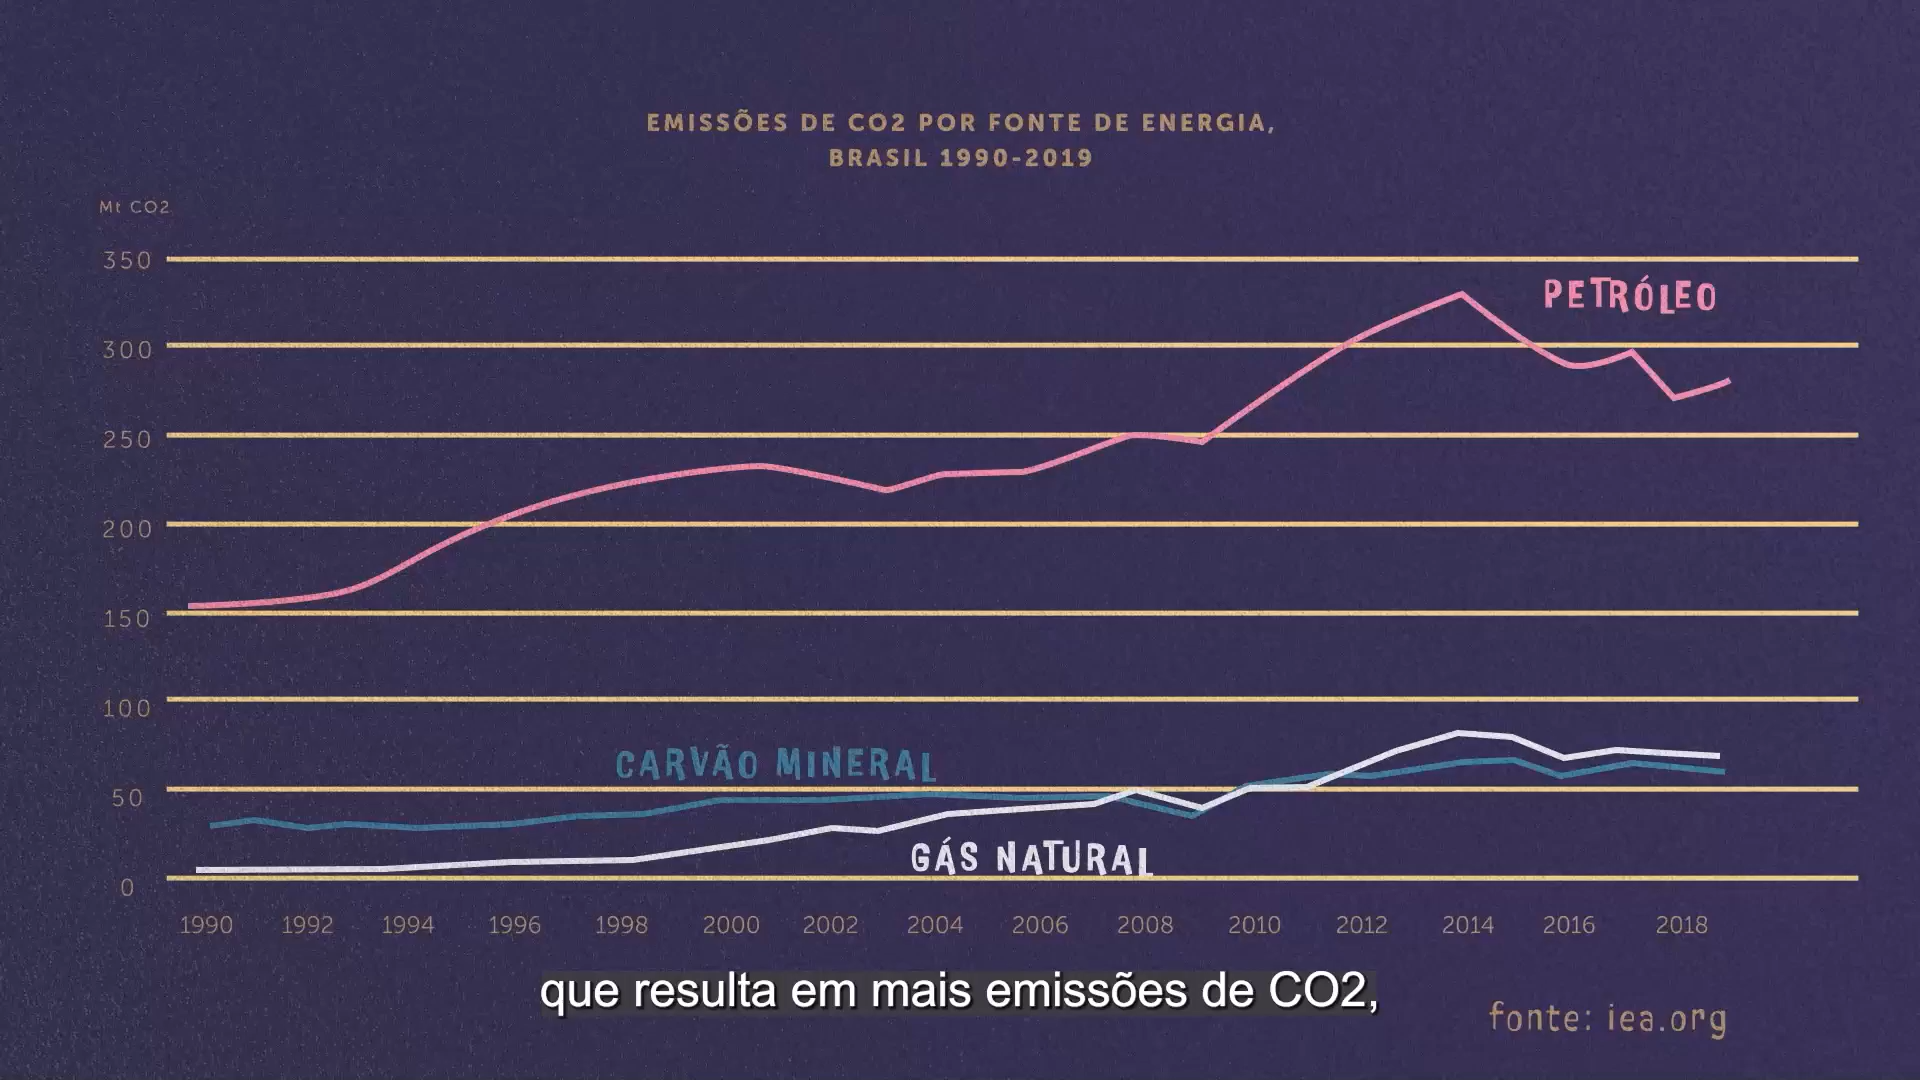 EMISSÕES DE CO2 POR FONTE DE ENERGIA,
BRASIL 1990-2019
Mt CO2
350
PETRÓLEO
300
250
200
150
100
CARVÃO MINERAL
50
GÁS NATURAL
0
1990 1992 1994 1996 1998 2000 2002 2004 2006 2008 2010 2012 2014 2016 2018
que resulta em mais emissões de CO2,
fonte: iea.org